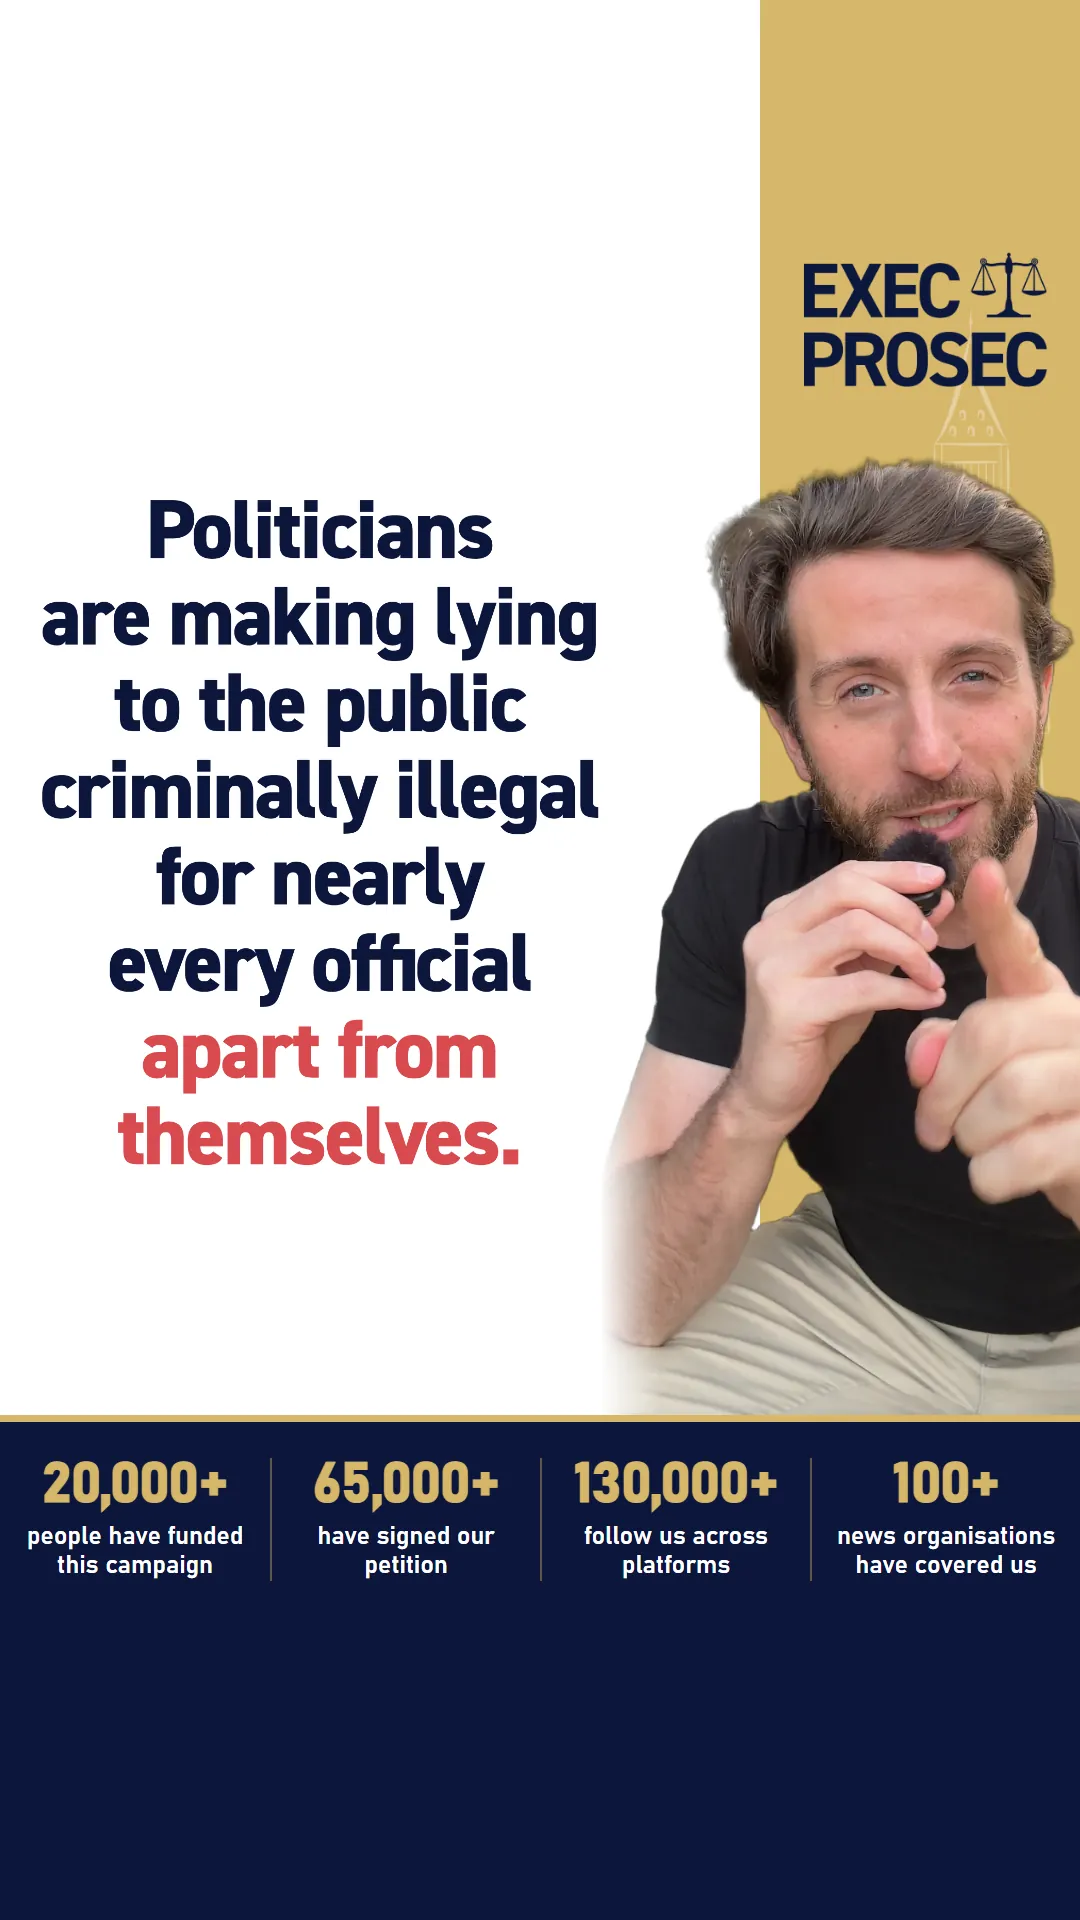 EXEC
PROSEC
Politicians
are making lying
to the public
criminally illegal
for nearly
every official
apart from
themselves.
20,000+
people have funded
this campaign
65,000+
have signed our
petition
130,000+
follow us across
platforms
100+
news organisations
have covered us